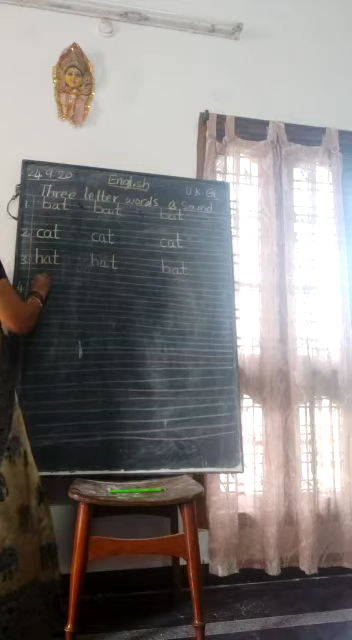 24.9.20 English
Three letter words a Sound U K G
1. bat bat bat
2. cat cat cat
3. hat hat hat
4